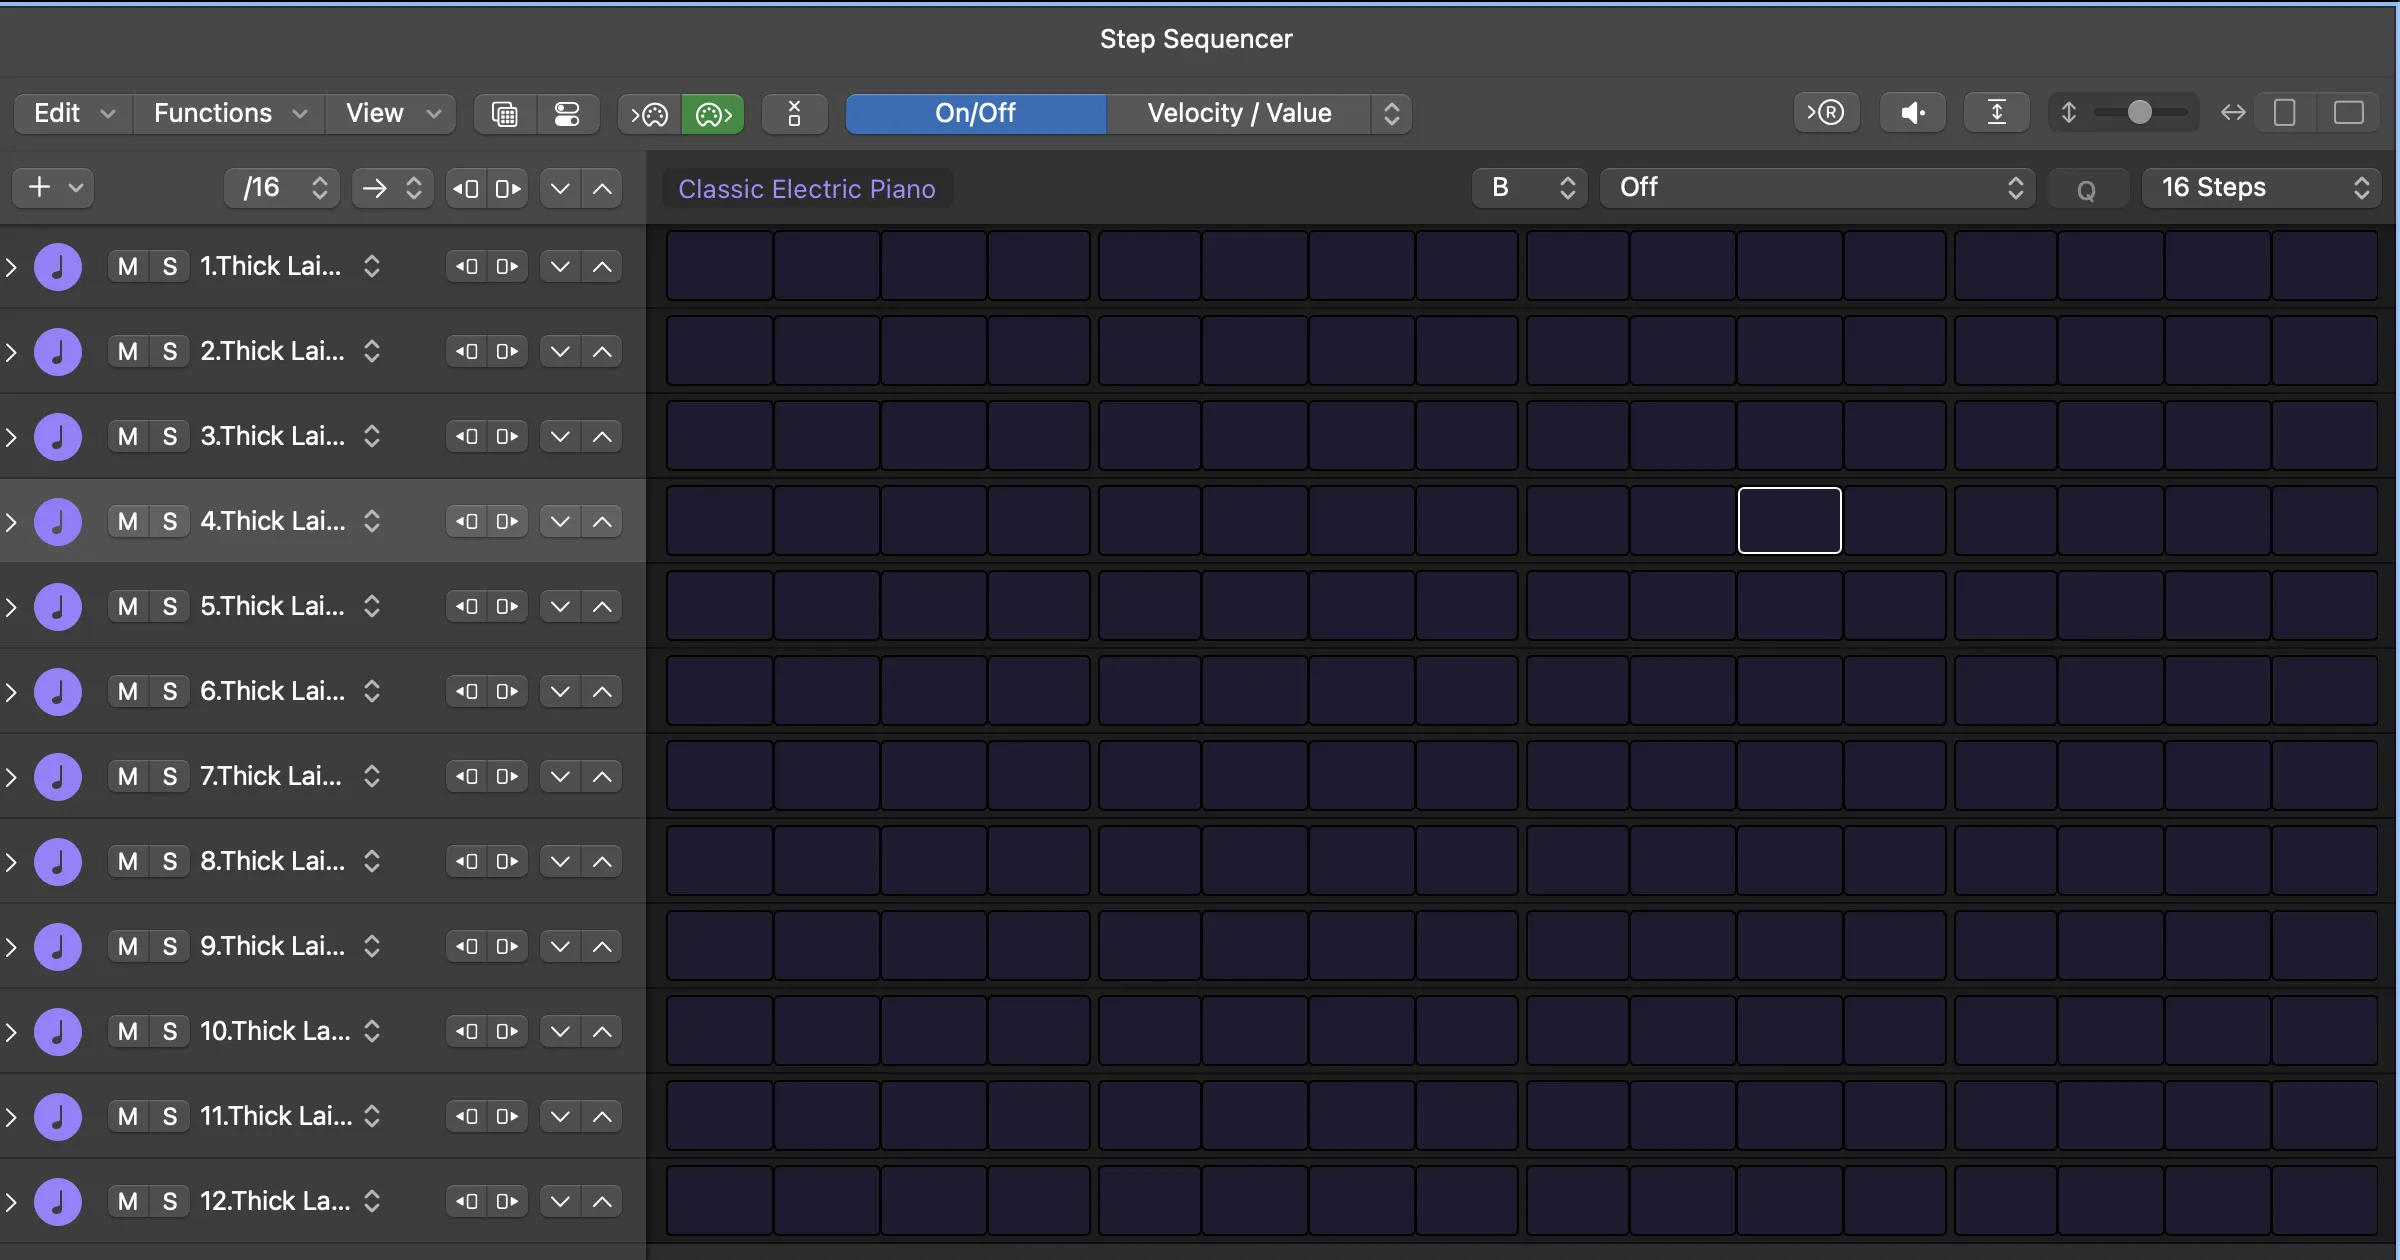 Step Sequencer
Edit Functions View On/Off Velocity / Value R
/16 Classic Electric Piano B Off Q 16 Steps
M S 1.Thick Lai...
M S 2.Thick Lai...
M S 3.Thick Lai...
M S 4.Thick Lai...
M S 5.Thick Lai...
M S 6.Thick Lai...
M S 7.Thick Lai...
M S 8.Thick Lai...
M S 9.Thick Lai...
M S 10.Thick La...
M S 11.Thick Lai...
M S 12.Thick La...